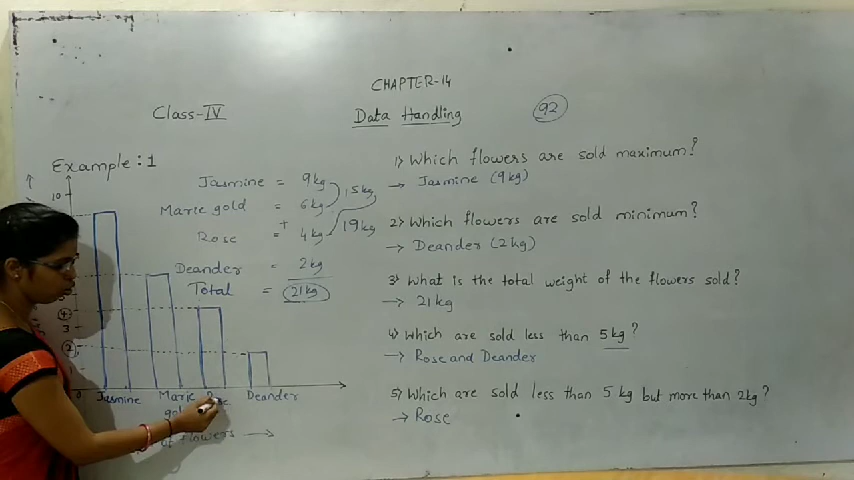 CHAPTER-14
Class-IV
Data Handling
92
Example:1
Jasmine = 9kg
15kg
Marie gold = 6kg
Rose = + 4kg
19kg
Deander = 2kg
Total = 21kg
10
5
4
3
2
1
0
Jasmine
Marie
gold
Deander
of flowers →
1) Which flowers are sold maximum?
→ Jasmine (9kg)
2) Which flowers are sold minimum?
→ Deander (2kg)
3) What is the total weight of the flowers sold?
→ 21kg
4) Which are sold less than 5kg?
→ Rose and Deander
5) Which are sold less than 5 kg but more than 2kg?
→ Rose